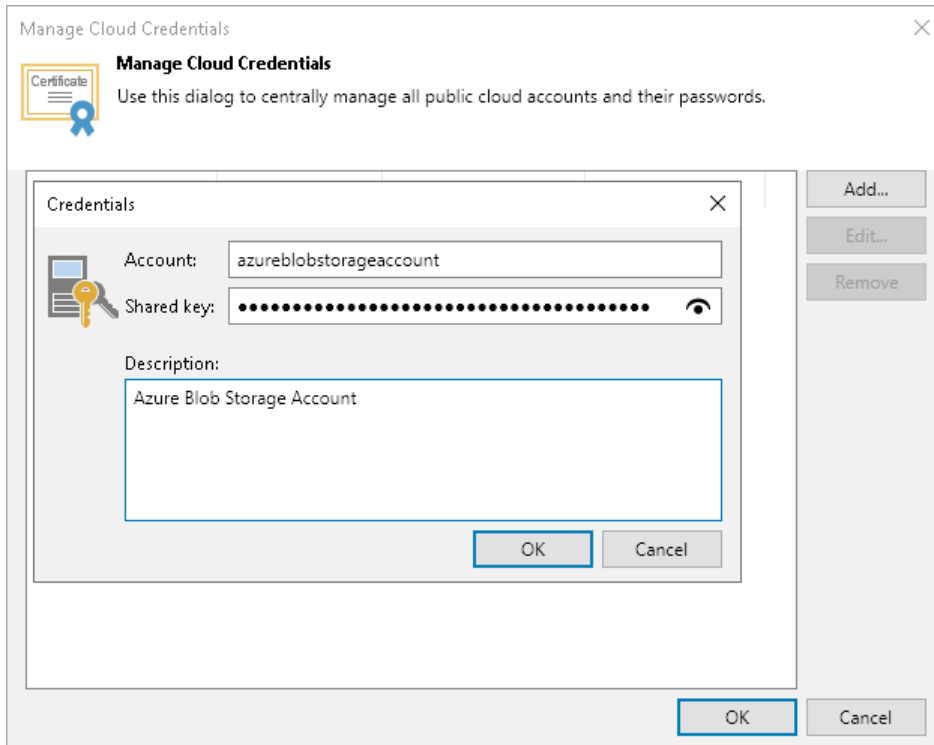 Manage Cloud Credentials
Certificate
Manage Cloud Credentials
Use this dialog to centrally manage all public cloud accounts and their passwords.
Add...
Edit...
Remove
Credentials
Account: azureblobstorageaccount
Shared key: ••••••••••••••••••••••••••••••••••••••
Description:
Azure Blob Storage Account
OK Cancel
OK Cancel